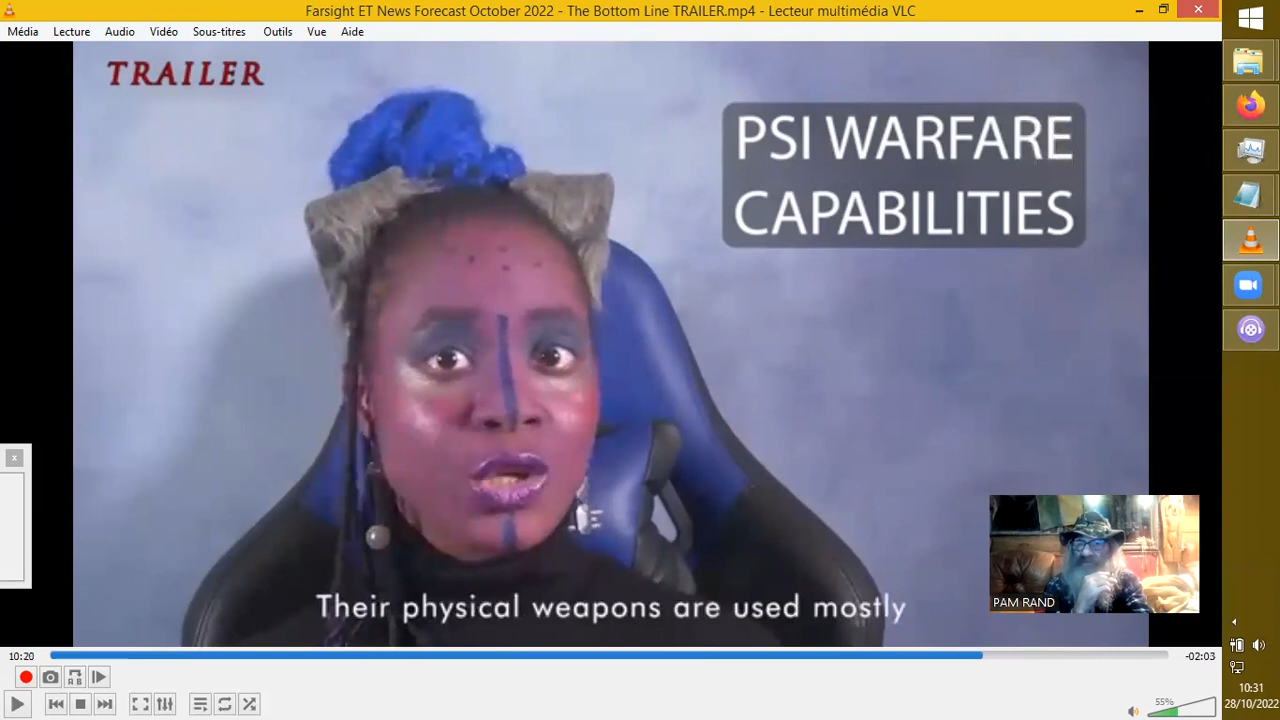 Farsight ET News Forecast October 2022 - The Bottom Line TRAILER.mp4 - Lecteur multimédia VLC
Média Lecture Audio Vidéo Sous-titres Outils Vue Aide
TRAILER
PSI WARFARE
CAPABILITIES
PAM RAND
Their physical weapons are used mostly
10:20
-02:03
A B
55%
10:31
28/10/2022